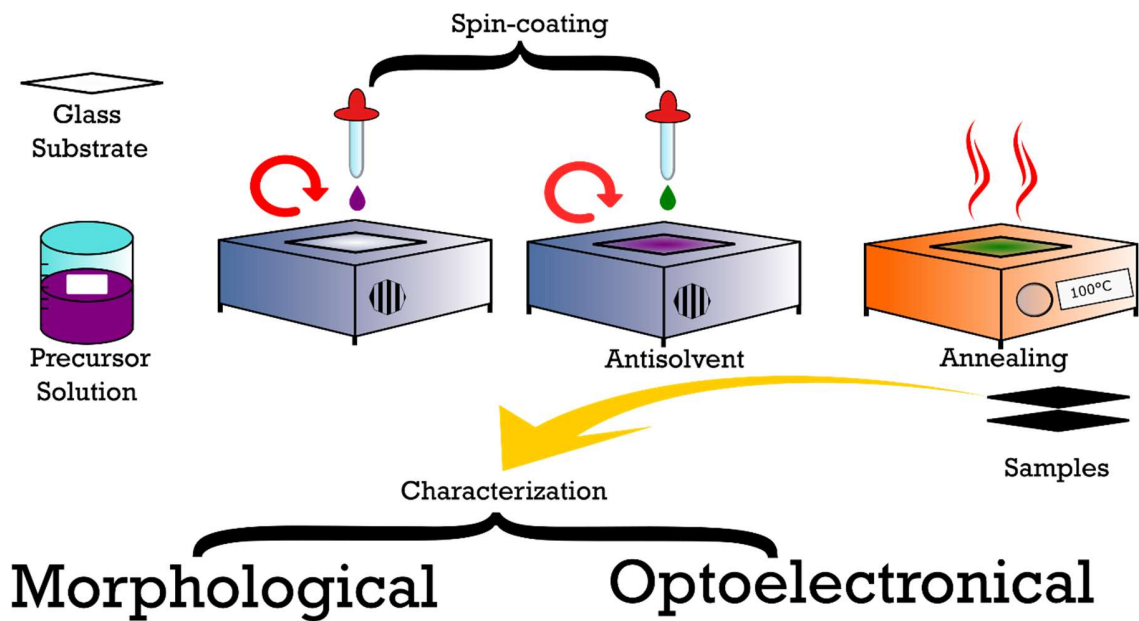 Spin-coating
Glass
Substrate
Precursor
Solution
Antisolvent
100°C
Annealing
Samples
Characterization
Morphological
Optoelectronical